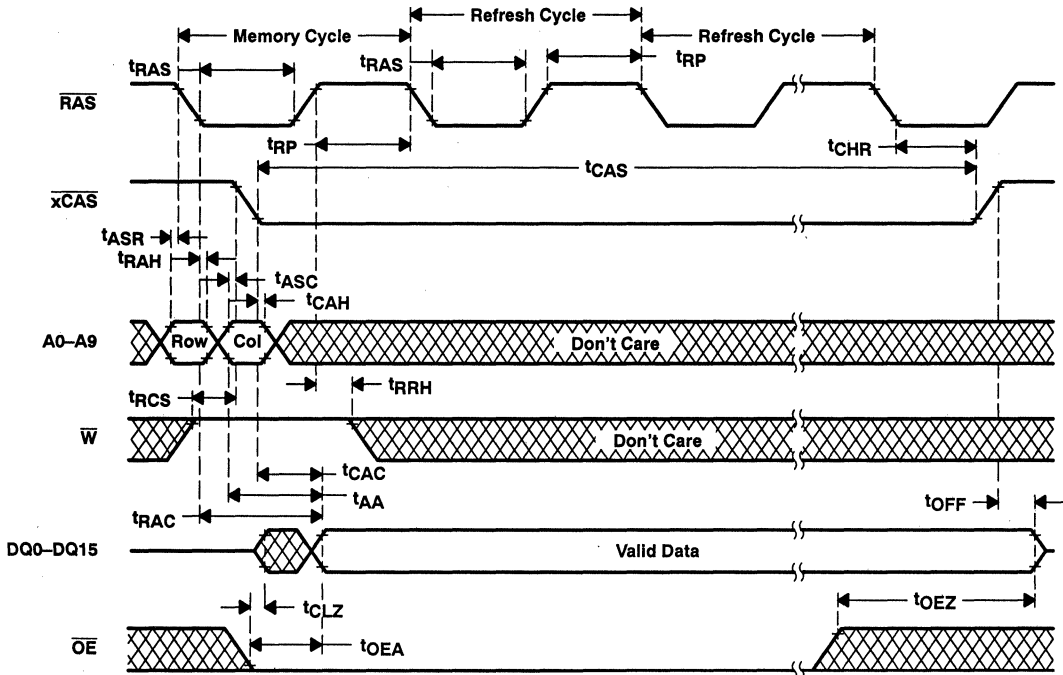 Refresh Cycle
Memory Cycle
Refresh Cycle
tRAS
tRAS
tRP
RAS
tRP
tCHR
tCAS
xCAS
tASR
tRAH
tASC
tCAH
A0–A9
Row
Col
Don't Care
tRRH
tRCS
W
Don't Care
tCAC
tAA
tOFF
tRAC
DQ0–DQ15
Valid Data
tCLZ
tOEZ
tOEA
OE